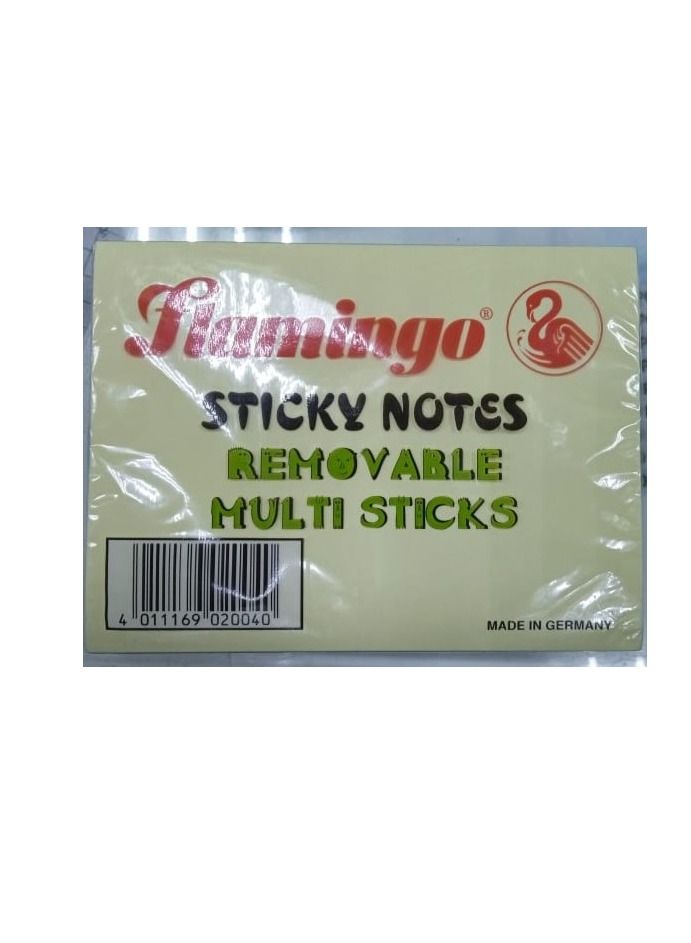 Flamingo®
STICKY NOTES
REMOVABLE
MULTI STICKS
4 011169 020040
MADE IN GERMANY